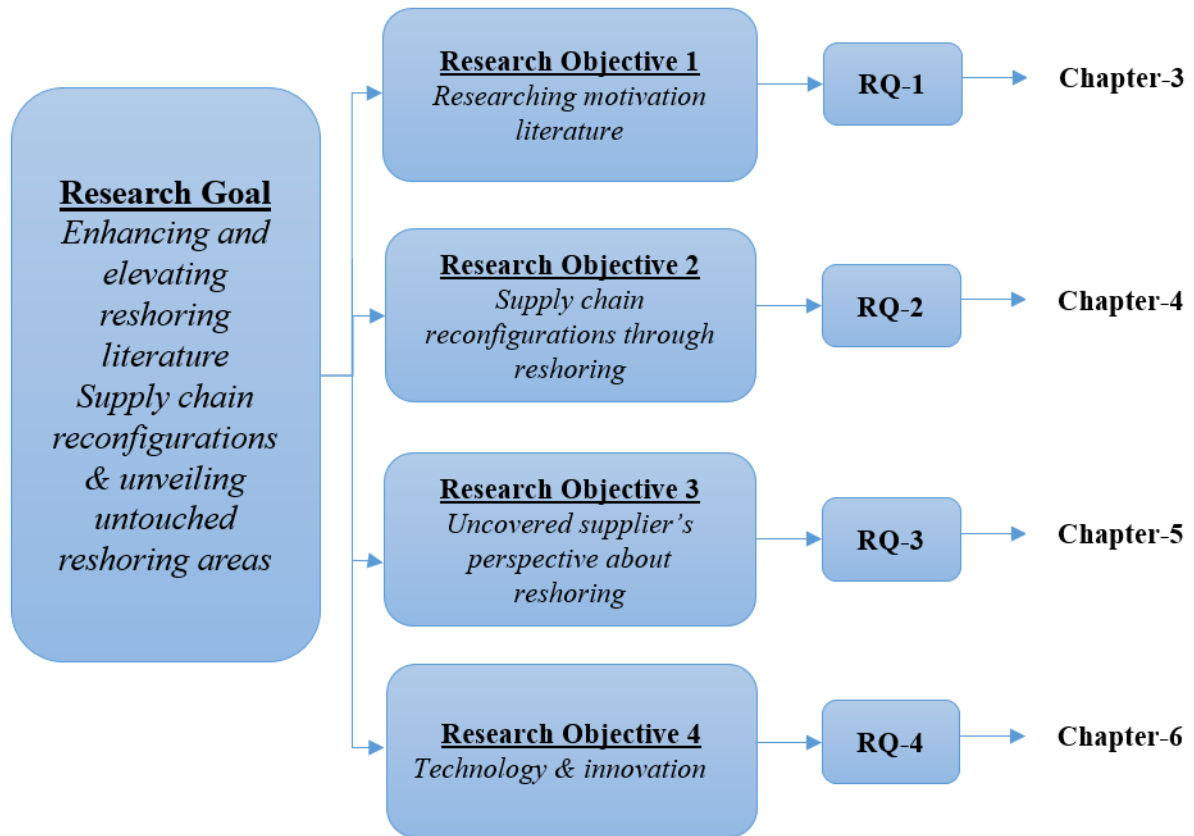 Research Goal
Enhancing and
elevating
reshoring
literature
Supply chain
reconfigurations
& unveiling
untouched
reshoring areas
Research Objective 1
Researching motivation
literature
RQ-1
Chapter-3
Research Objective 2
Supply chain
reconfigurations through
reshoring
RQ-2
Chapter-4
Research Objective 3
Uncovered supplier’s
perspective about
reshoring
RQ-3
Chapter-5
Research Objective 4
Technology & innovation
RQ-4
Chapter-6